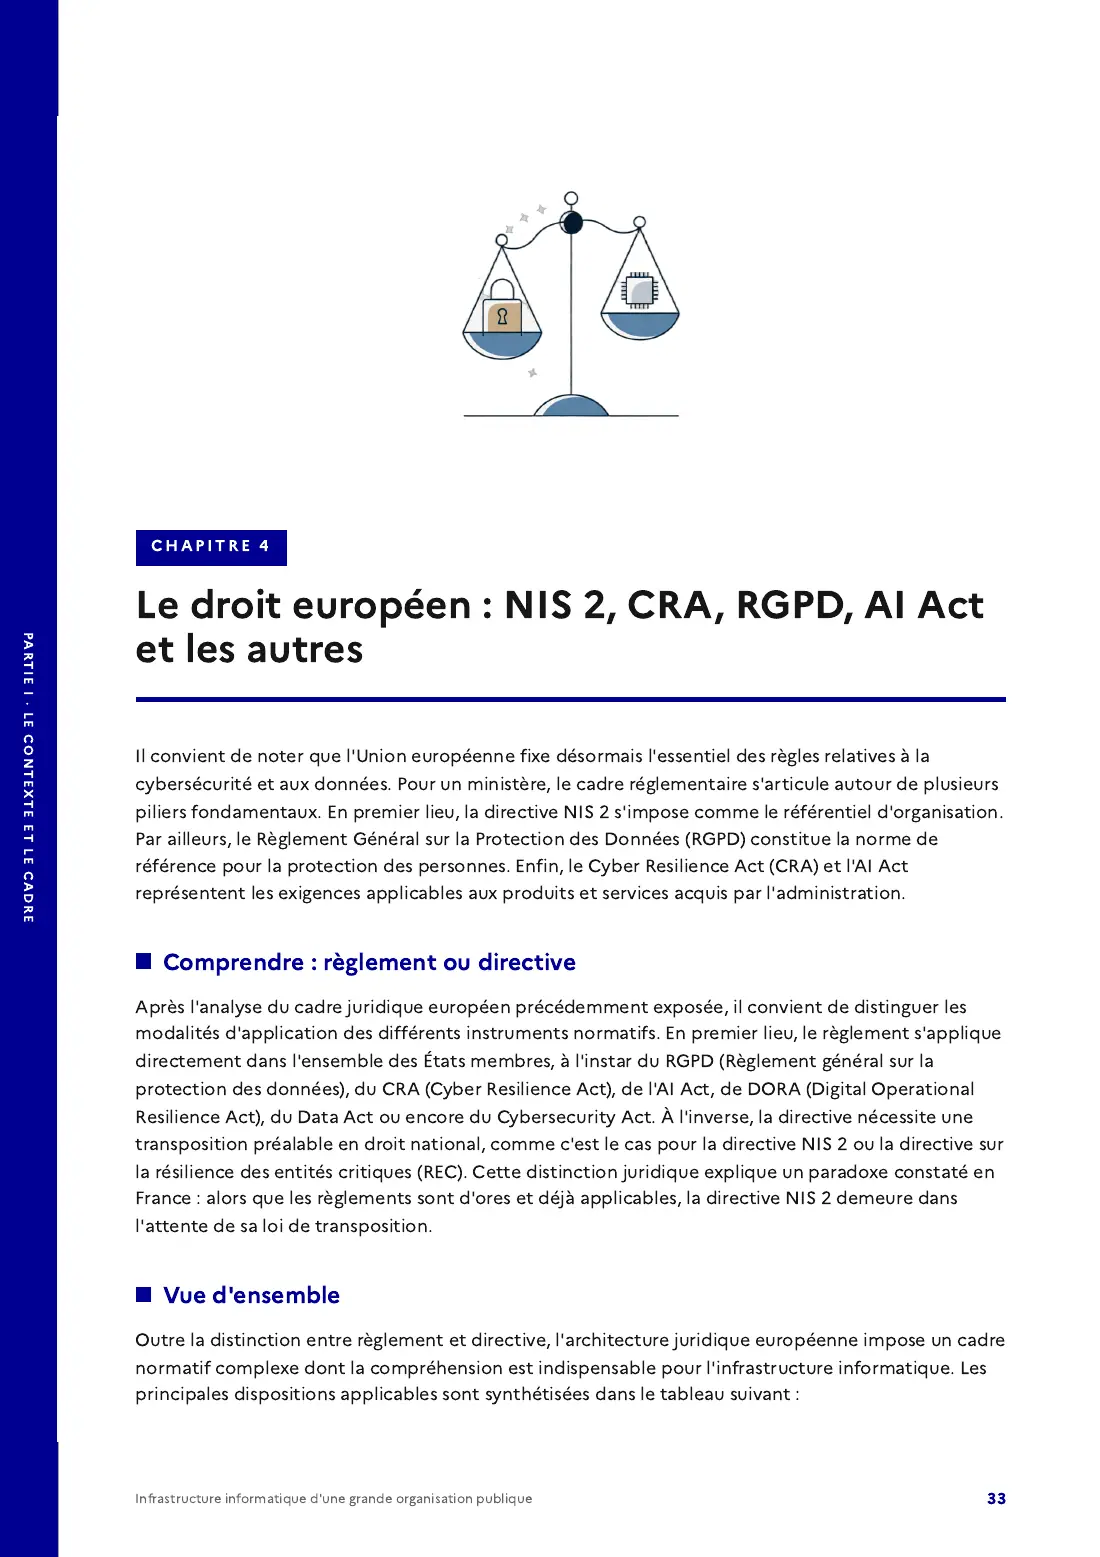 CHAPITRE 4
Le droit européen : NIS 2, CRA, RGPD, AI Act
et les autres
PARTIE I · LE CONTEXTE ET LE CADRE
Il convient de noter que l'Union européenne fixe désormais l'essentiel des règles relatives à la
cybersécurité et aux données. Pour un ministère, le cadre réglementaire s'articule autour de plusieurs
piliers fondamentaux. En premier lieu, la directive NIS 2 s'impose comme le référentiel d'organisation.
Par ailleurs, le Règlement Général sur la Protection des Données (RGPD) constitue la norme de
référence pour la protection des personnes. Enfin, le Cyber Resilience Act (CRA) et l'AI Act
représentent les exigences applicables aux produits et services acquis par l'administration.
Comprendre : règlement ou directive
Après l'analyse du cadre juridique européen précédemment exposée, il convient de distinguer les
modalités d'application des différents instruments normatifs. En premier lieu, le règlement s'applique
directement dans l'ensemble des États membres, à l'instar du RGPD (Règlement général sur la
protection des données), du CRA (Cyber Resilience Act), de l'AI Act, de DORA (Digital Operational
Resilience Act), du Data Act ou encore du Cybersecurity Act. À l'inverse, la directive nécessite une
transposition préalable en droit national, comme c'est le cas pour la directive NIS 2 ou la directive sur
la résilience des entités critiques (REC). Cette distinction juridique explique un paradoxe constaté en
France : alors que les règlements sont d'ores et déjà applicables, la directive NIS 2 demeure dans
l'attente de sa loi de transposition.
Vue d'ensemble
Outre la distinction entre règlement et directive, l'architecture juridique européenne impose un cadre
normatif complexe dont la compréhension est indispensable pour l'infrastructure informatique. Les
principales dispositions applicables sont synthétisées dans le tableau suivant :
Infrastructure informatique d'une grande organisation publique
33